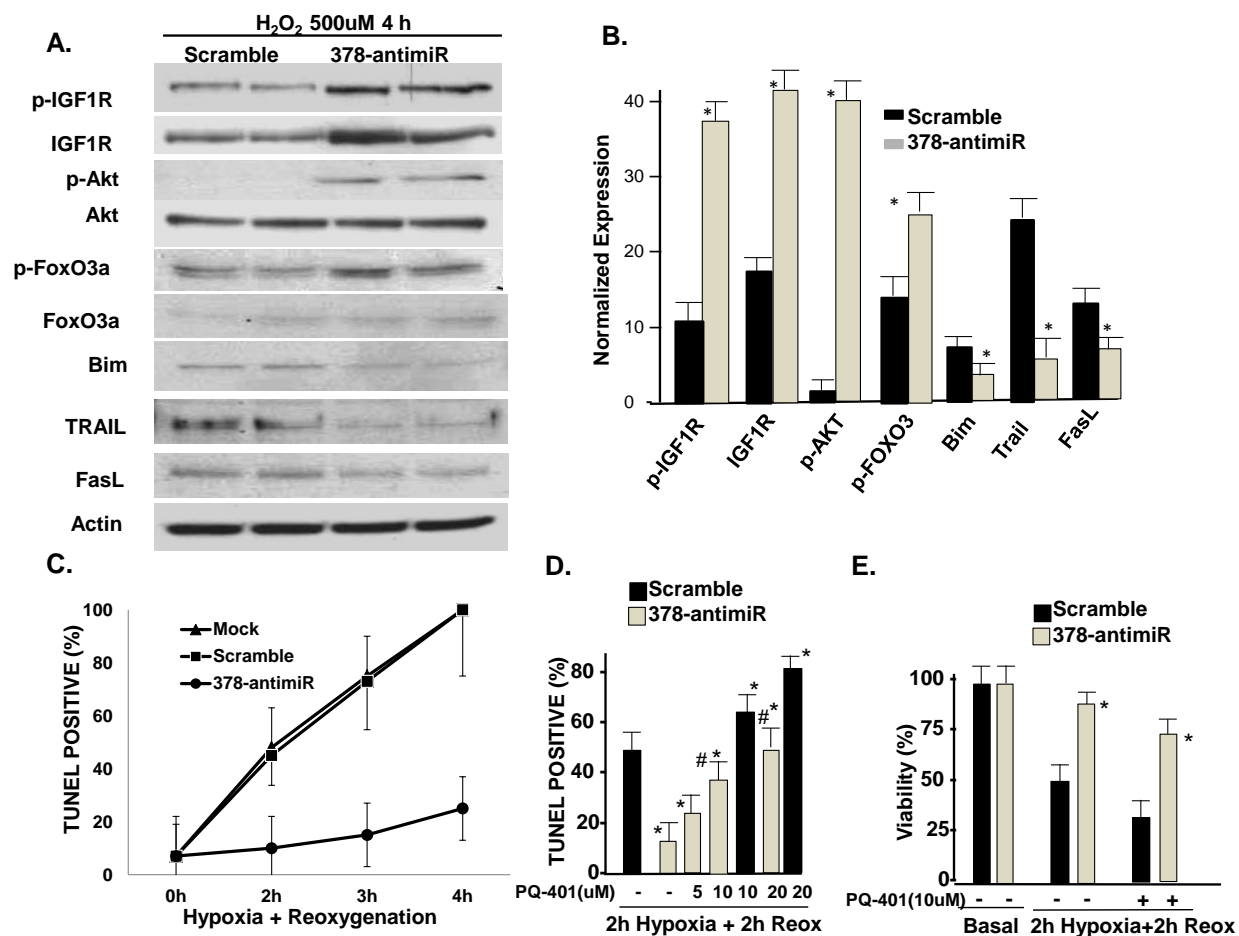 H2O2 500uM 4 h
A.
Scramble 378-antimiR
p-IGF1R
IGF1R
p-Akt
Akt
p-FoxO3a
FoxO3a
Bim
TRAIL
FasL
Actin
B.
Normalized Expression
40
30
20
10
0
Scramble
378-antimiR
* * * * * * *
p-IGF1R IGF1R p-AKT p-FOXO3 Bim Trail FasL
C.
TUNEL POSITIVE (%)
100
80
60
40
20
0
Mock
Scramble
378-antimiR
0h 2h 3h 4h
Hypoxia + Reoxygenation
D.
Scramble
378-antimiR
TUNEL POSITIVE (%)
80
60
40
20
0
* * # * * # * *
PQ-401(uM) - - 5 10 10 20 20
2h Hypoxia + 2h Reox
E.
Scramble
378-antimiR
Viability (%)
100
75
50
25
0
* *
PQ-401(10uM) - - - - + +
Basal 2h Hypoxia+2h Reox